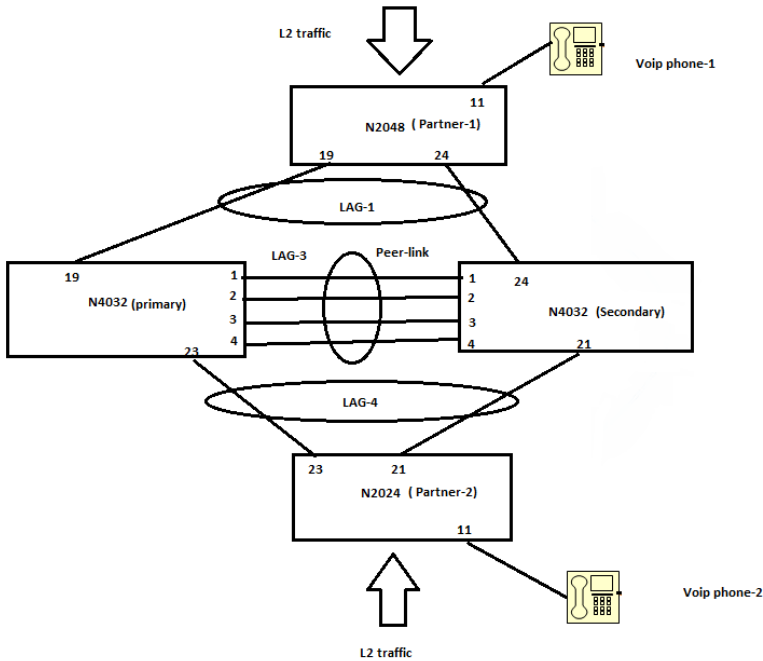 L2 traffic
11
Voip phone-1
N2048 ( Partner-1)
19 24
LAG-1
LAG-3 Peer-link
19
1 1 24
2 2
N4032 (primary)
N4032 (Secondary)
3 3
4 4
23 21
LAG-4
23 21
N2024 ( Partner-2)
11
Voip phone-2
L2 traffic